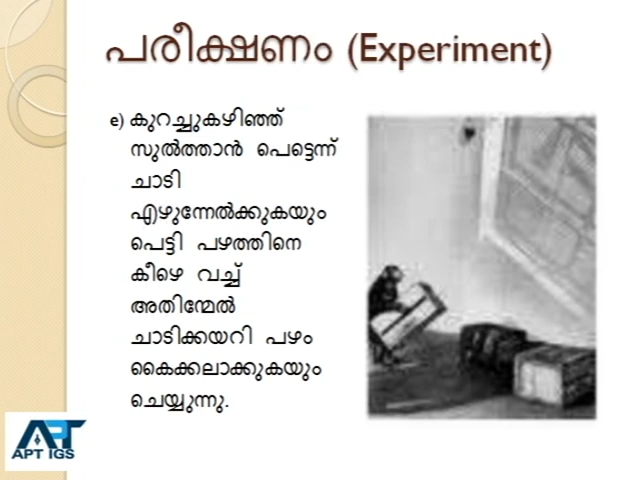 പരീക്ഷണം (Experiment)
e) കുറച്ചുകഴിഞ്ഞ്
സുൽത്താൻ പെട്ടെന്ന്
ചാടി
എഴുന്നേൽക്കുകയും
പെട്ടി പഴത്തിനെ
കീഴെ വച്ച്
അതിന്മേൽ
ചാടിക്കയറി പഴം
കൈക്കലാക്കുകയും
ചെയ്യുന്നു.
APT
APT IGS